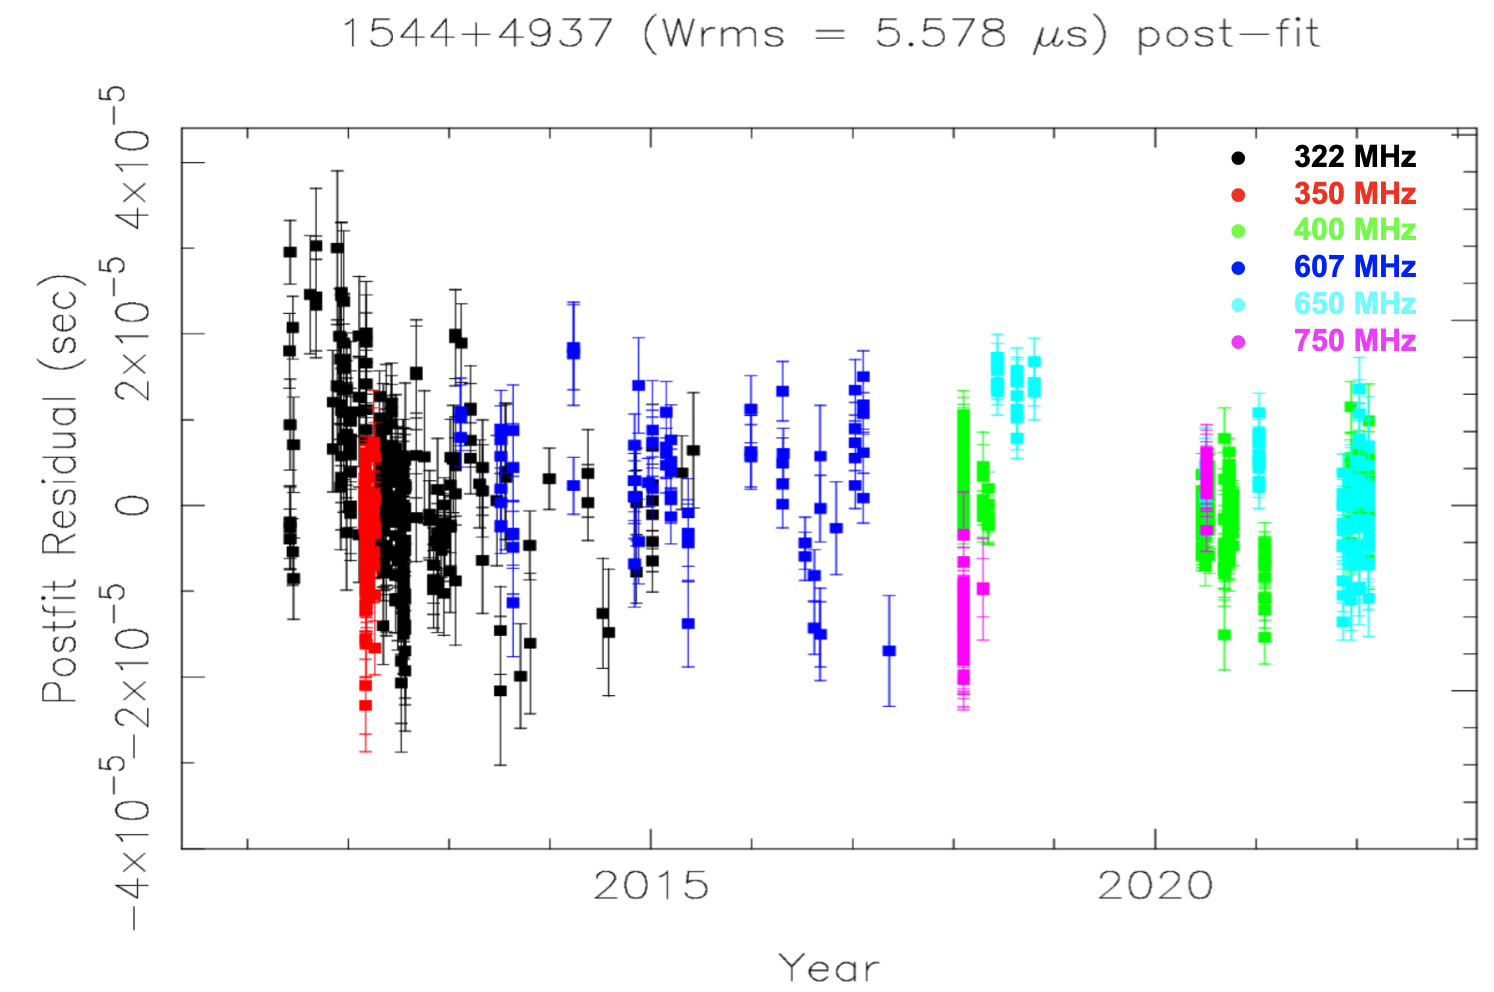 1544+4937 (Wrms = 5.578 μs) post-fit
Postfit Residual (sec)
4×10⁻⁵
2×10⁻⁵
0
-2×10⁻⁵
-4×10⁻⁵
322 MHz
350 MHz
400 MHz
607 MHz
650 MHz
750 MHz
2015 2020
Year